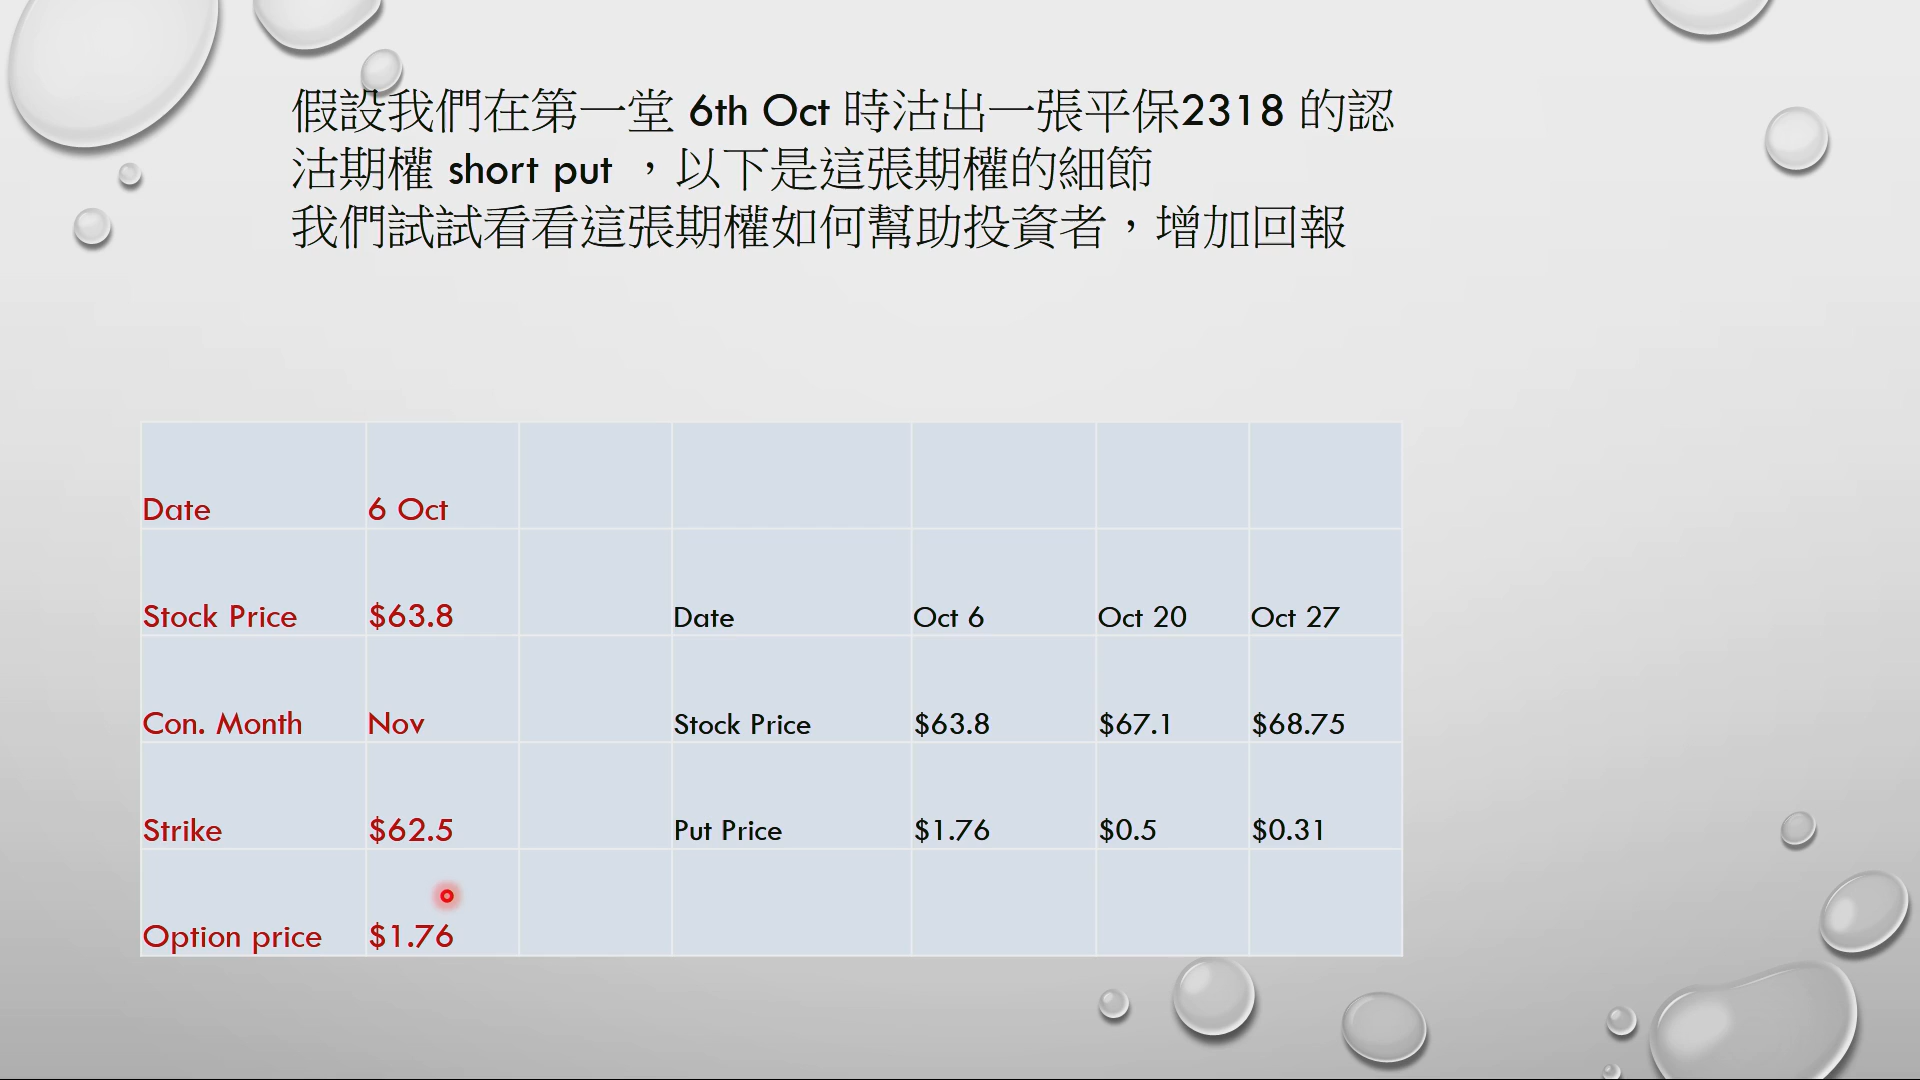 假設我們在第一堂 6th Oct 時沽出一張平保2318 的認
沽期權 short put ，以下是這張期權的細節
我們試試看看這張期權如何幫助投資者，增加回報
Date 6 Oct
Stock Price $63.8 Date Oct 6 Oct 20 Oct 27
Con. Month Nov Stock Price $63.8 $67.1 $68.75
Strike $62.5 Put Price $1.76 $0.5 $0.31
Option price $1.76